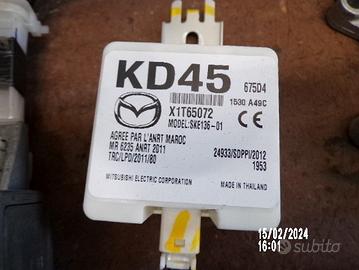 KD45 675D4
1530 A49C
X1T65072
MODEL:SKE136-01
AGREE PAR L'ANRT MAROC
MR 6235 ANRT 2011
TRC/LPD/2011/80
24933/SDPPI/2012
1953
MITSUBISHI ELECTRIC CORPORATION
MADE IN THAILAND
15/02/2024
16:01
subito